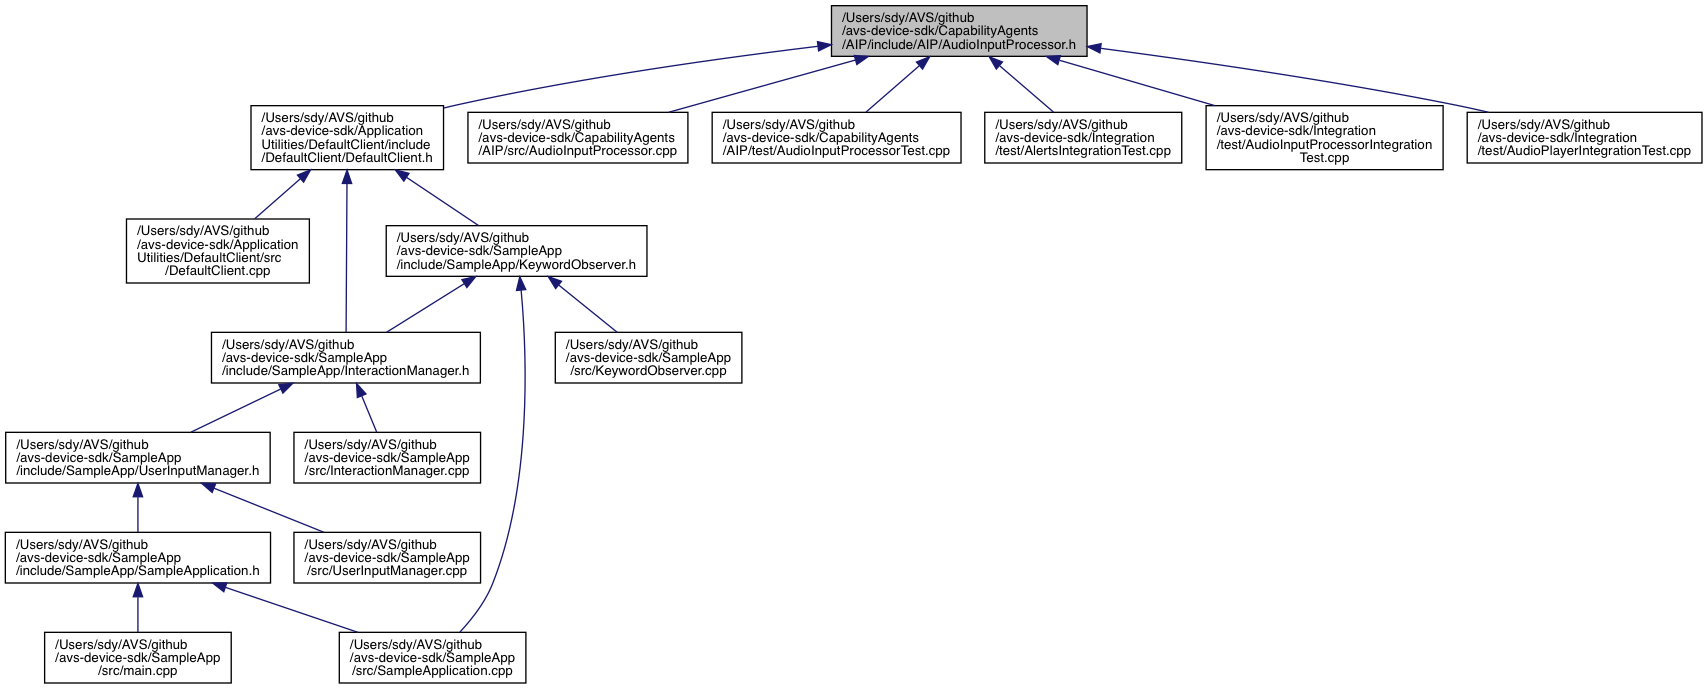 /Users/sdy/AVS/github
/avs-device-sdk/CapabilityAgents
/AIP/include/AIP/AudioInputProcessor.h
/Users/sdy/AVS/github
/avs-device-sdk/Application
Utilities/DefaultClient/include
/DefaultClient/DefaultClient.h
/Users/sdy/AVS/github
/avs-device-sdk/CapabilityAgents
/AIP/src/AudioInputProcessor.cpp
/Users/sdy/AVS/github
/avs-device-sdk/CapabilityAgents
/AIP/test/AudioInputProcessorTest.cpp
/Users/sdy/AVS/github
/avs-device-sdk/Integration
/test/AlertsIntegrationTest.cpp
/Users/sdy/AVS/github
/avs-device-sdk/Integration
/test/AudioInputProcessorIntegration
Test.cpp
/Users/sdy/AVS/github
/avs-device-sdk/Integration
/test/AudioPlayerIntegrationTest.cpp
/Users/sdy/AVS/github
/avs-device-sdk/Application
Utilities/DefaultClient/src
/DefaultClient.cpp
/Users/sdy/AVS/github
/avs-device-sdk/SampleApp
/include/SampleApp/KeywordObserver.h
/Users/sdy/AVS/github
/avs-device-sdk/SampleApp
/include/SampleApp/InteractionManager.h
/Users/sdy/AVS/github
/avs-device-sdk/SampleApp
/src/KeywordObserver.cpp
/Users/sdy/AVS/github
/avs-device-sdk/SampleApp
/include/SampleApp/UserInputManager.h
/Users/sdy/AVS/github
/avs-device-sdk/SampleApp
/src/InteractionManager.cpp
/Users/sdy/AVS/github
/avs-device-sdk/SampleApp
/include/SampleApp/SampleApplication.h
/Users/sdy/AVS/github
/avs-device-sdk/SampleApp
/src/UserInputManager.cpp
/Users/sdy/AVS/github
/avs-device-sdk/SampleApp
/src/main.cpp
/Users/sdy/AVS/github
/avs-device-sdk/SampleApp
/src/SampleApplication.cpp